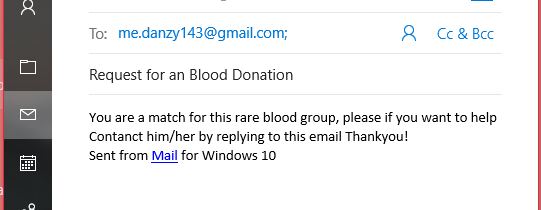 To: me.danzy143@gmail.com; Cc & Bcc
Request for an Blood Donation
You are a match for this rare blood group, please if you want to help
Contanct him/her by replying to this email Thankyou!
Sent from Mail for Windows 10